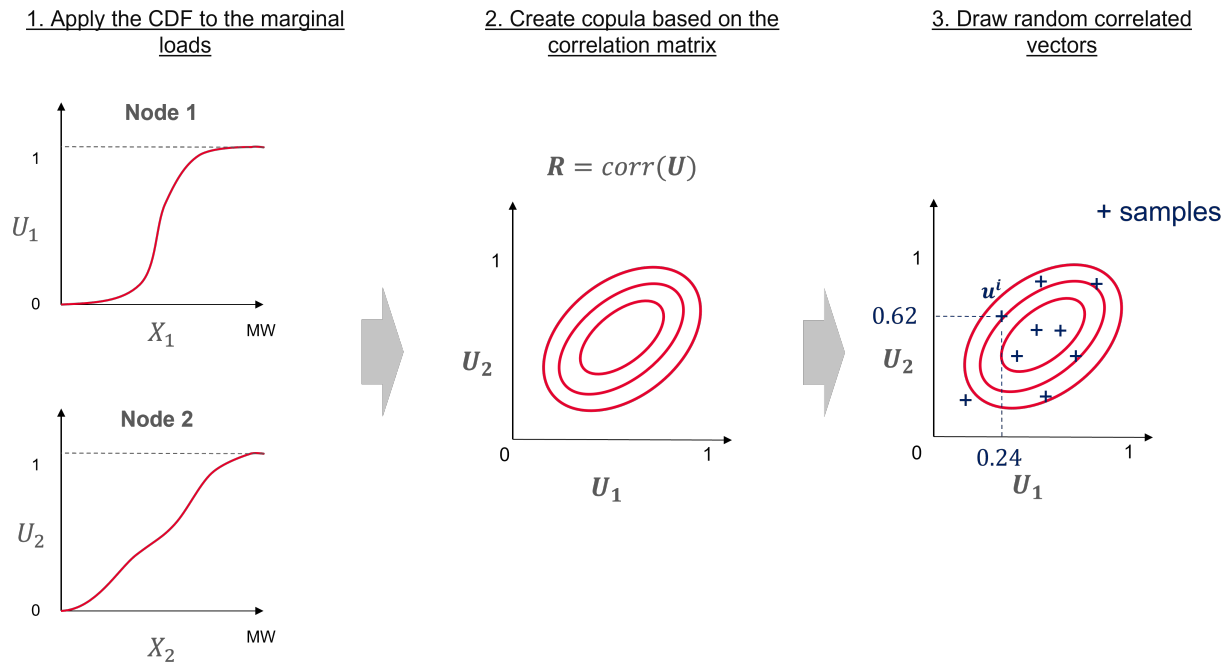 1. Apply the CDF to the marginal
loads
2. Create copula based on the
correlation matrix
3. Draw random correlated
vectors
Node 1
1
U₁
0
X₁
MW
Node 2
1
U₂
0
X₂
MW
R = corr(U)
1
U₂
0
1
U₁
+ samples
1
uⁱ
0.62
U₂
0
0.24
1
U₁